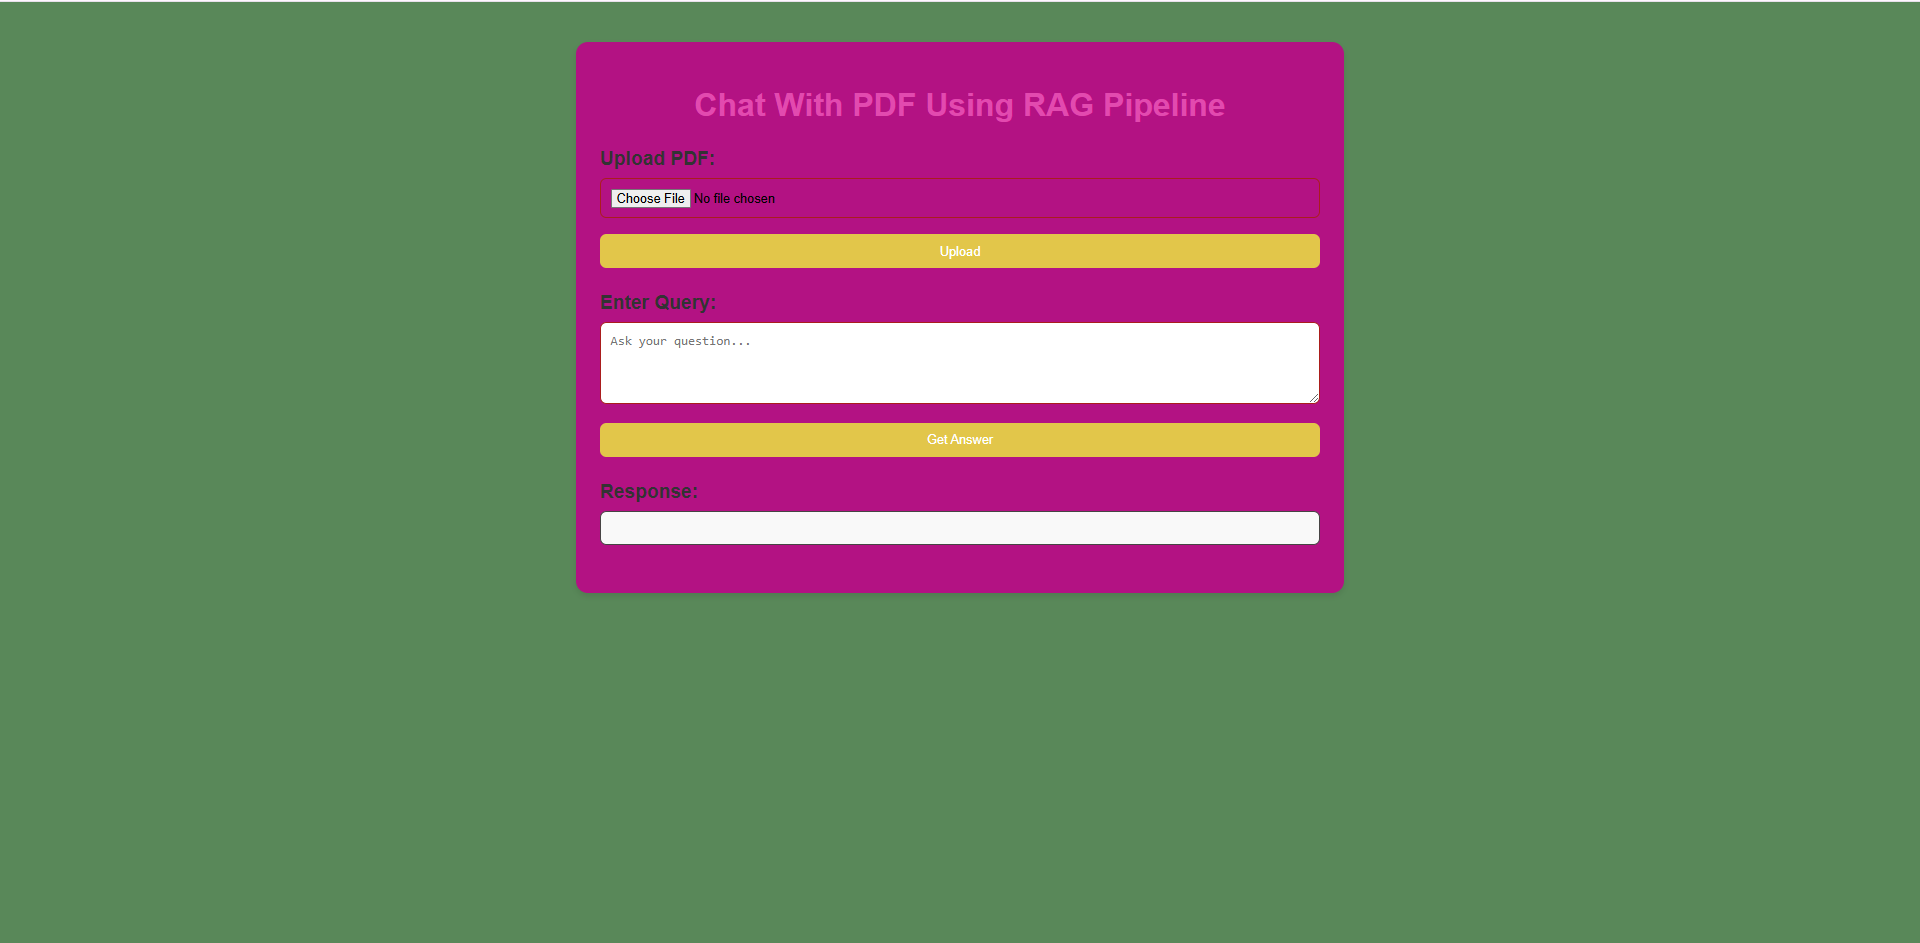 Chat With PDF Using RAG Pipeline
Upload PDF:
Choose File No file chosen
Upload
Enter Query:
Ask your question...
Get Answer
Response: